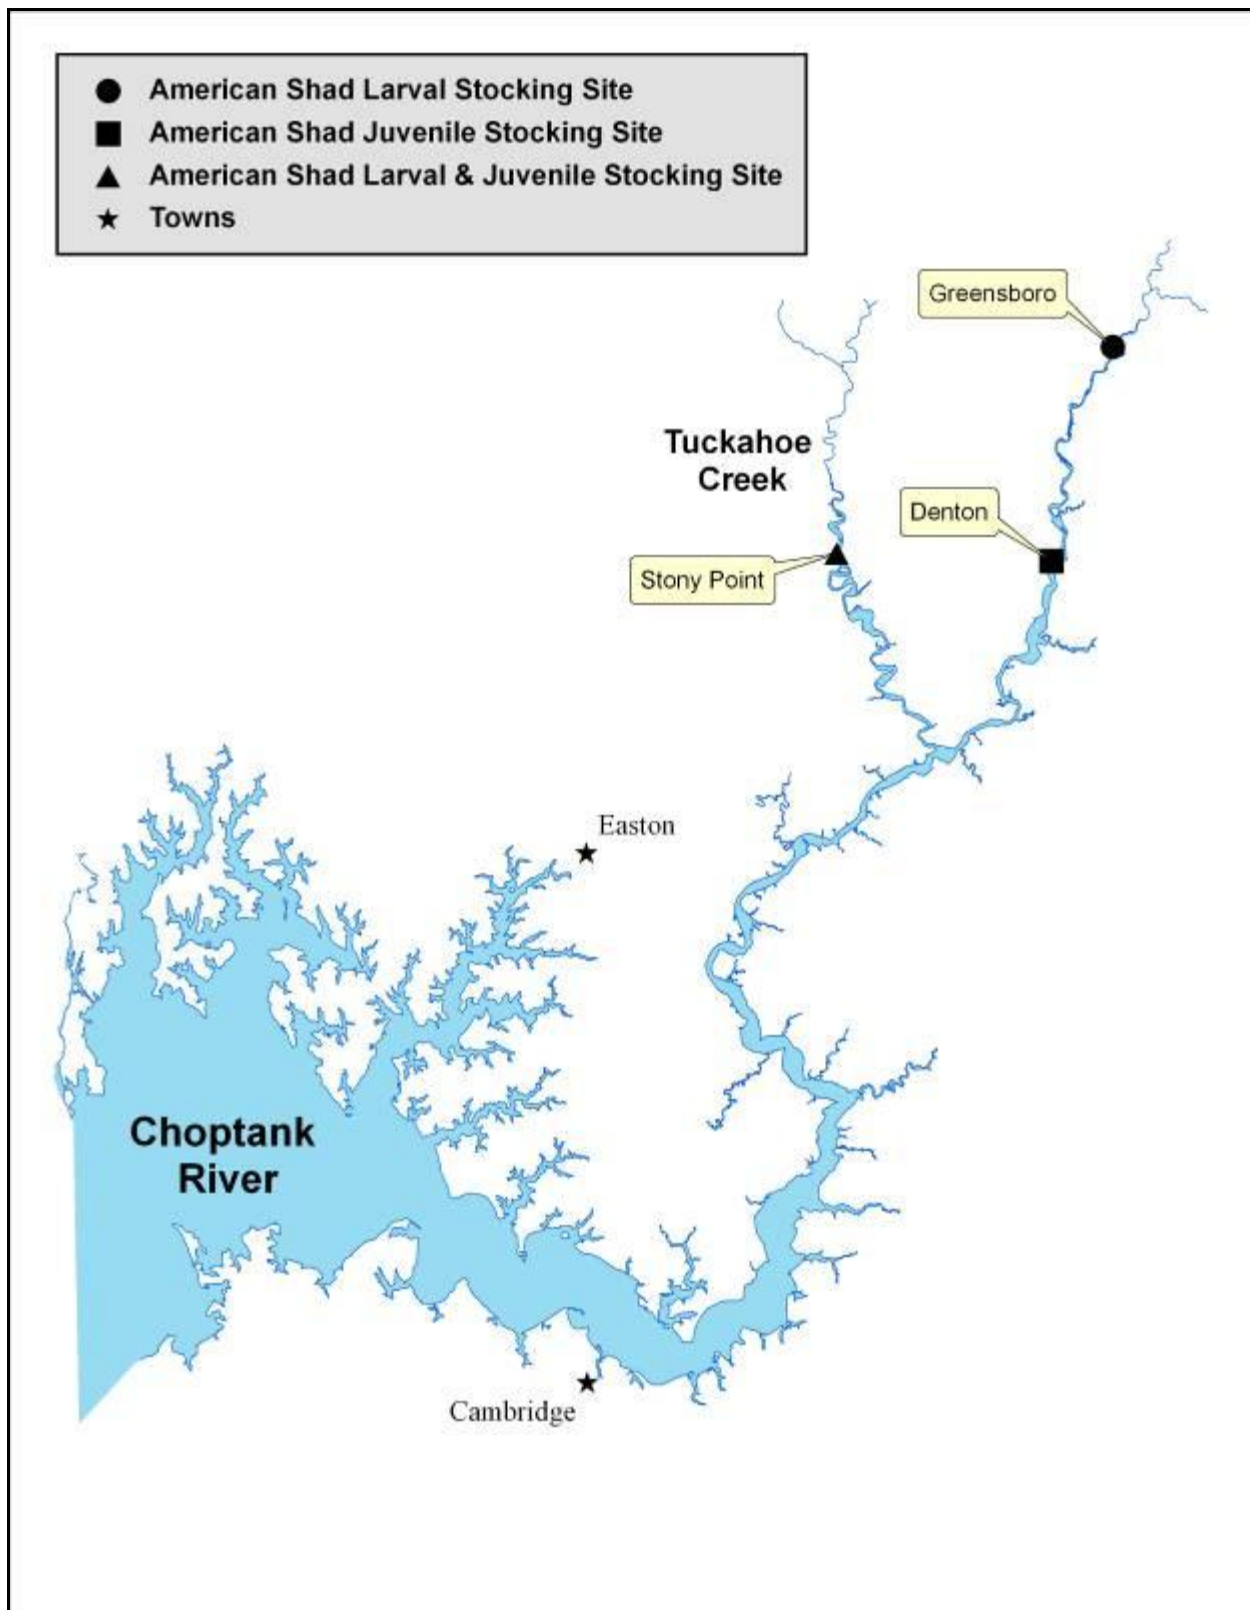 American Shad Larval Stocking Site
American Shad Juvenile Stocking Site
American Shad Larval & Juvenile Stocking Site
Towns
Greensboro
Tuckahoe
Creek
Denton
Stony Point
Easton
Choptank
River
Cambridge